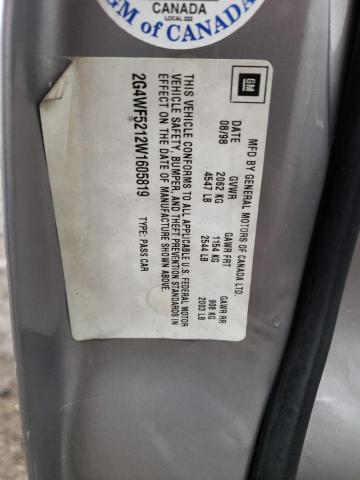 CANADA
LOCAL 222
GM of CANADA
GM
MFD BY GENERAL MOTORS OF CANADA LTD.
DATE GVWR GAWR FRT GAWR RR
08/98 2062 KG 1154 KG 908 KG
4547 LB 2544 LB 2003 LB
THIS VEHICLE CONFORMS TO ALL APPLICABLE U.S. FEDERAL MOTOR
VEHICLE SAFETY, BUMPER, AND THEFT PREVENTION STANDARDS IN
EFFECT ON THE DATE OF MANUFACTURE SHOWN ABOVE.
2G4WF5212W1605819 TYPE: PASS CAR